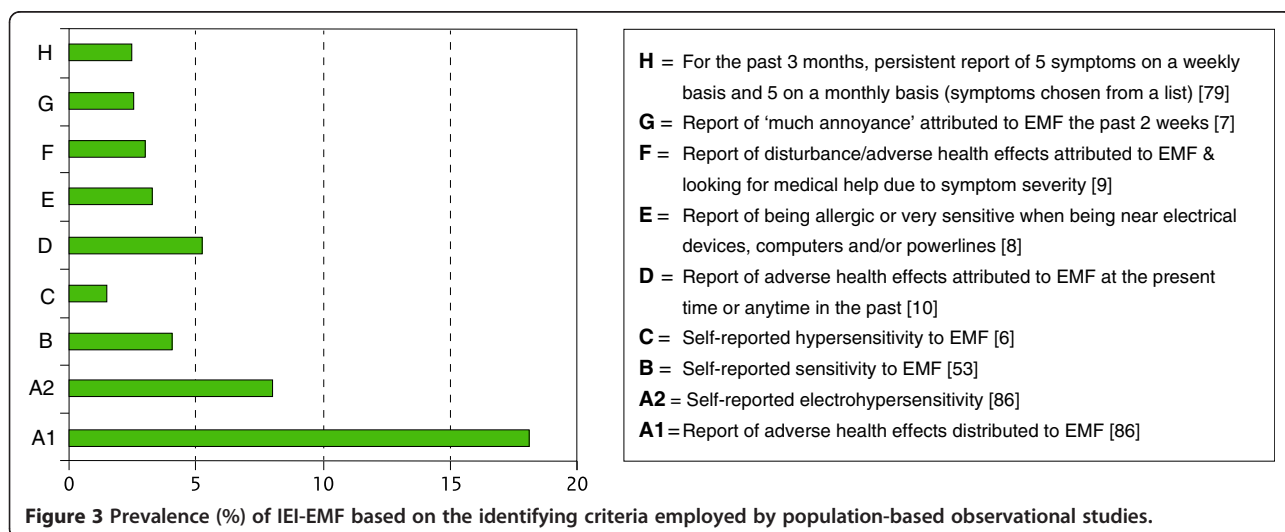 H
G
F
E
D
C
B
A2
A1
0
5
10
15
20
H = For the past 3 months, persistent report of 5 symptoms on a weekly
basis and 5 on a monthly basis (symptoms chosen from a list) [79]
G = Report of ‘much annoyance’ attributed to EMF the past 2 weeks [7]
F = Report of disturbance/adverse health effects attributed to EMF &
looking for medical help due to symptom severity [9]
E = Report of being allergic or very sensitive when being near electrical
devices, computers and/or powerlines [8]
D = Report of adverse health effects attributed to EMF at the present
time or anytime in the past [10]
C = Self-reported hypersensitivity to EMF [6]
B = Self-reported sensitivity to EMF [53]
A2 = Self-reported electrohypersensitivity [86]
A1 = Report of adverse health effects distributed to EMF [86]
Figure 3 Prevalence (%) of IEI-EMF based on the identifying criteria employed by population-based observational studies.